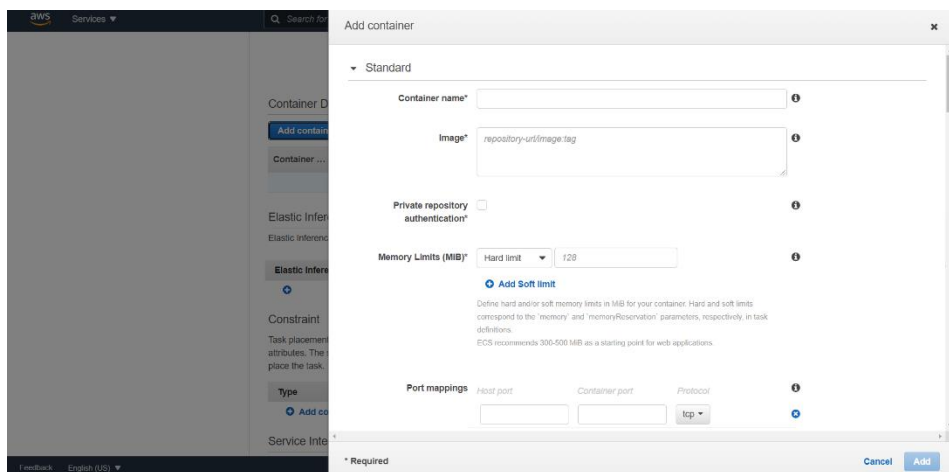 aws Services ▼ Search for
Add container
Standard
Container name*
Image* repository-url/image:tag
Private repository authentication*
Memory Limits (MiB)* Hard limit 128
Add Soft limit
Define hard and/or soft memory limits in MiB for your container. Hard and soft limits
correspond to the `memory` and `memoryReservation` parameters, respectively, in task
definitions.
ECS recommends 300-500 MiB as a starting point for web applications.
Port mappings Host port Container port Protocol
tcp
* Required Cancel Add
Container D
Add contain
Container ...
Elastic Infer
Elastic Inferenc
Elastic Infere
Constraint
Task placement
attributes. The s
place the task.
Type
Add co
Service Inte
Feedback English (US) ▼